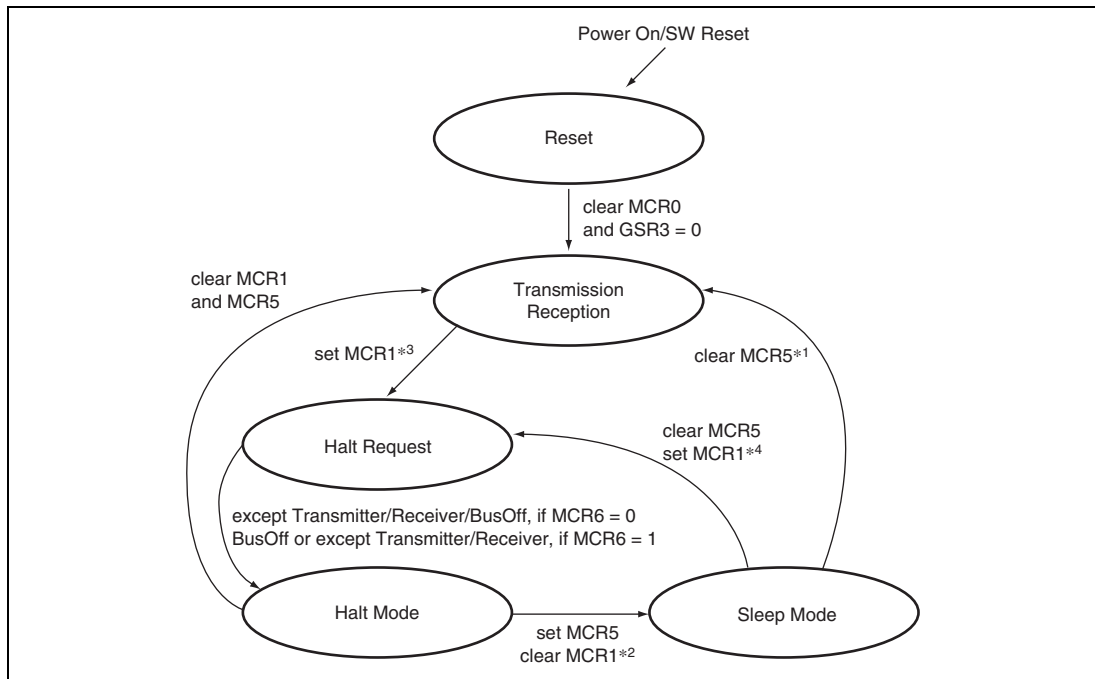 Power On/SW Reset
Reset
clear MCR0
and GSR3 = 0
clear MCR1
and MCR5
Transmission
Reception
set MCR1*3
clear MCR5*1
Halt Request
clear MCR5
set MCR1*4
except Transmitter/Receiver/BusOff, if MCR6 = 0
BusOff or except Transmitter/Receiver, if MCR6 = 1
Halt Mode
Sleep Mode
set MCR5
clear MCR1*2